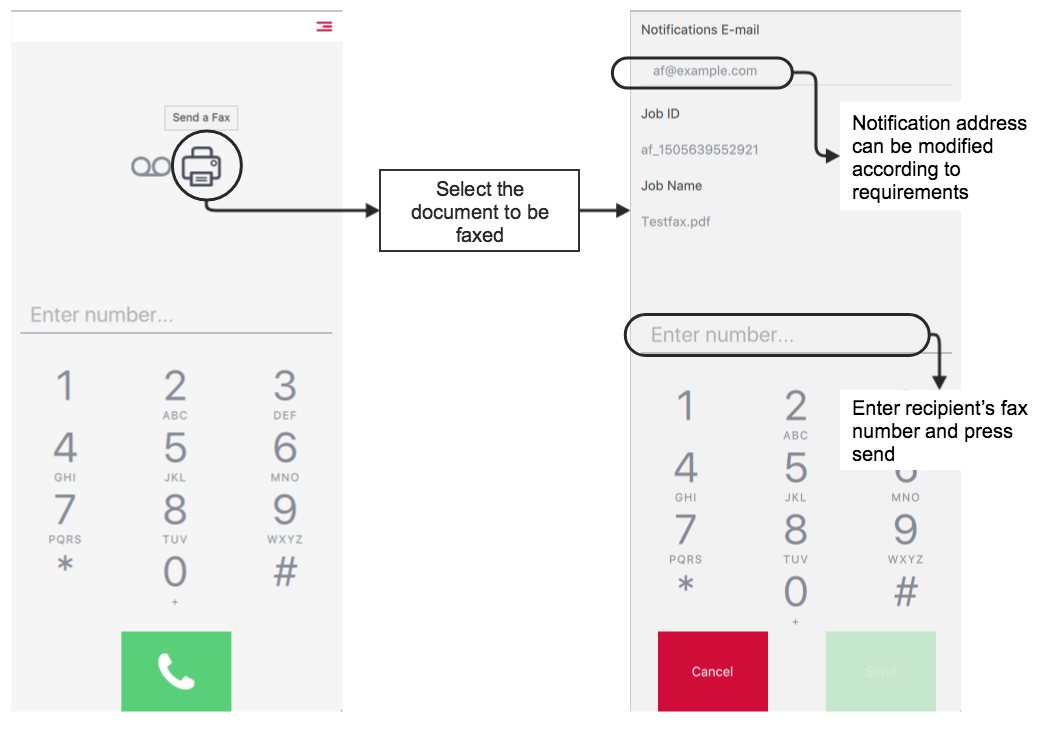 Send a Fax
Enter number...
1
2
3
ABC
DEF
4
5
6
GHI
JKL
MNO
7
8
9
PQRS
TUV
WXYZ
*
0
#
+
Select the
document to be
faxed
Notifications E-mail
af@example.com
Job ID
af_1505639552921
Job Name
Testfax.pdf
Notification address
can be modified
according to
requirements
Enter number...
Enter recipient’s fax
number and press
send
1
2
ABC
4
5
6
GHI
JKL
MNO
7
8
9
PQRS
TUV
WXYZ
*
0
#
+
Cancel
Send